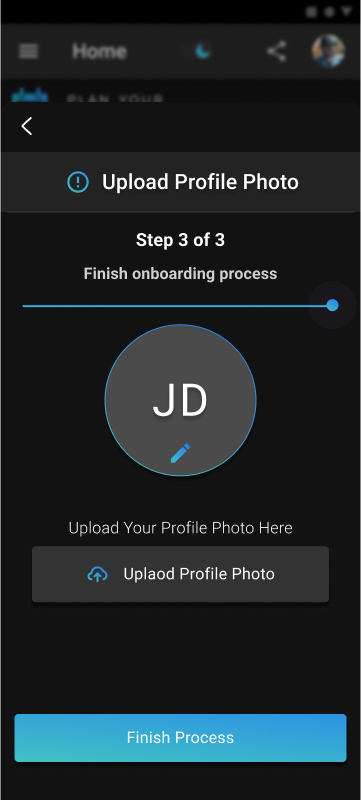 Home
PLAN YOUR
Upload Profile Photo
Step 3 of 3
Finish onboarding process
JD
Upload Your Profile Photo Here
Uplaod Profile Photo
Finish Process